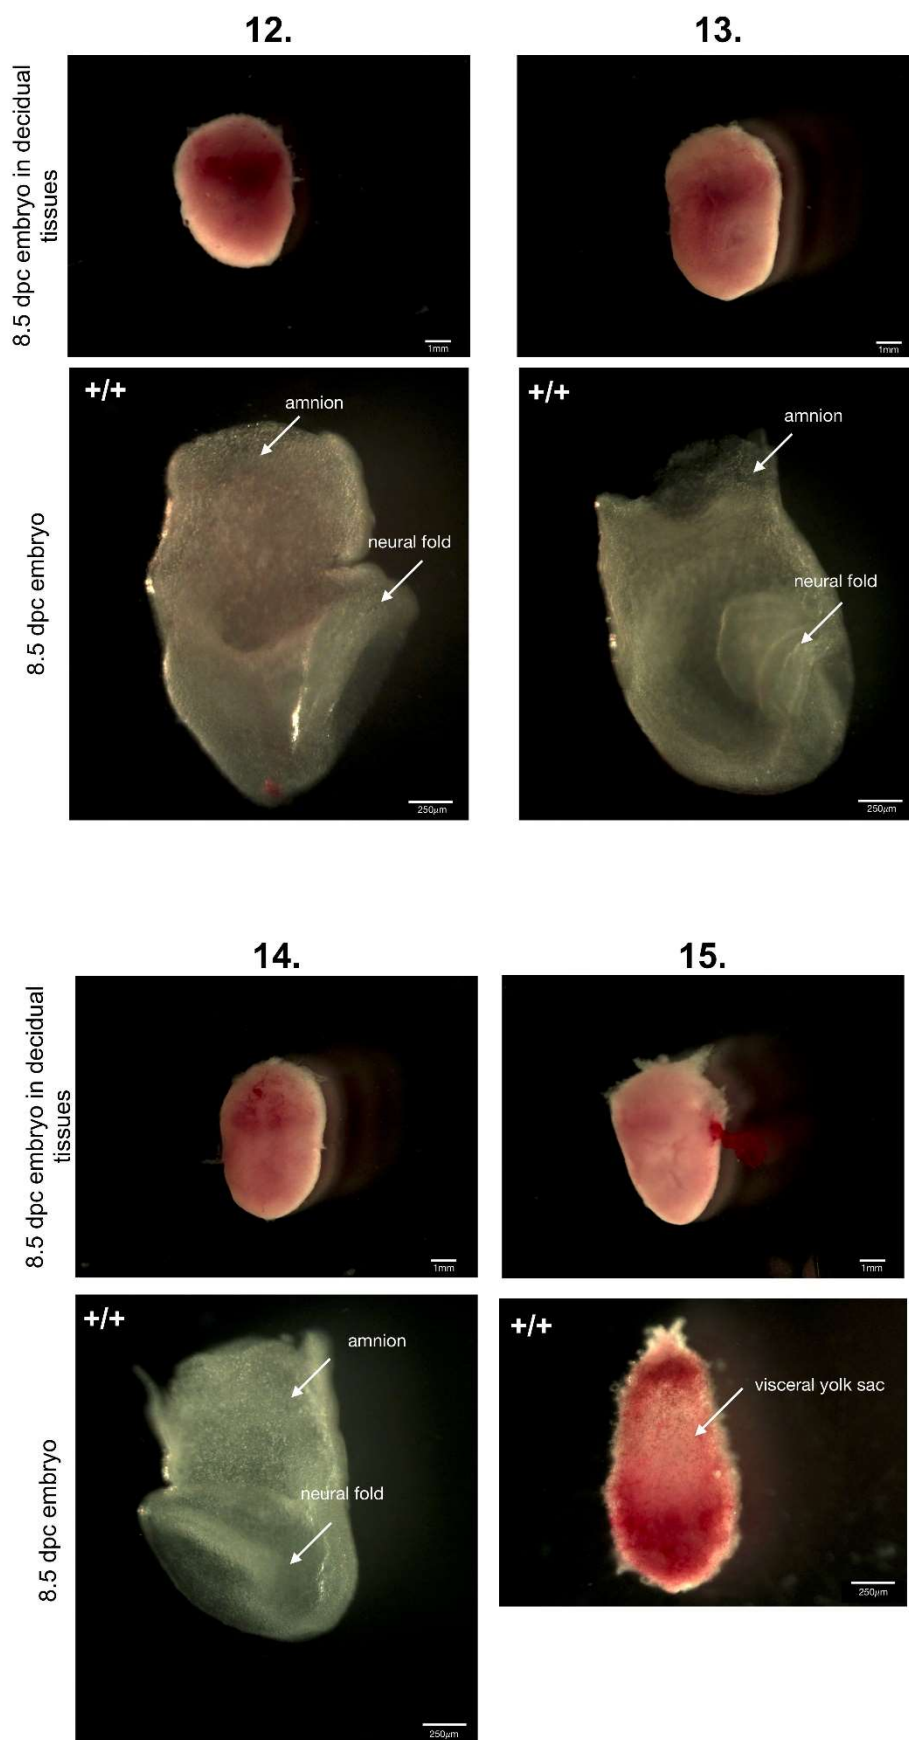 12.
13.
8.5 dpc embryo in decidual
tissues
1mm
1mm
8.5 dpc embryo
+/+
amnion
neural fold
250µm
+/+
amnion
neural fold
250µm
14.
15.
8.5 dpc embryo in decidual
tissues
1mm
1mm
8.5 dpc embryo
+/+
amnion
neural fold
250µm
+/+
visceral yolk sac
250µm